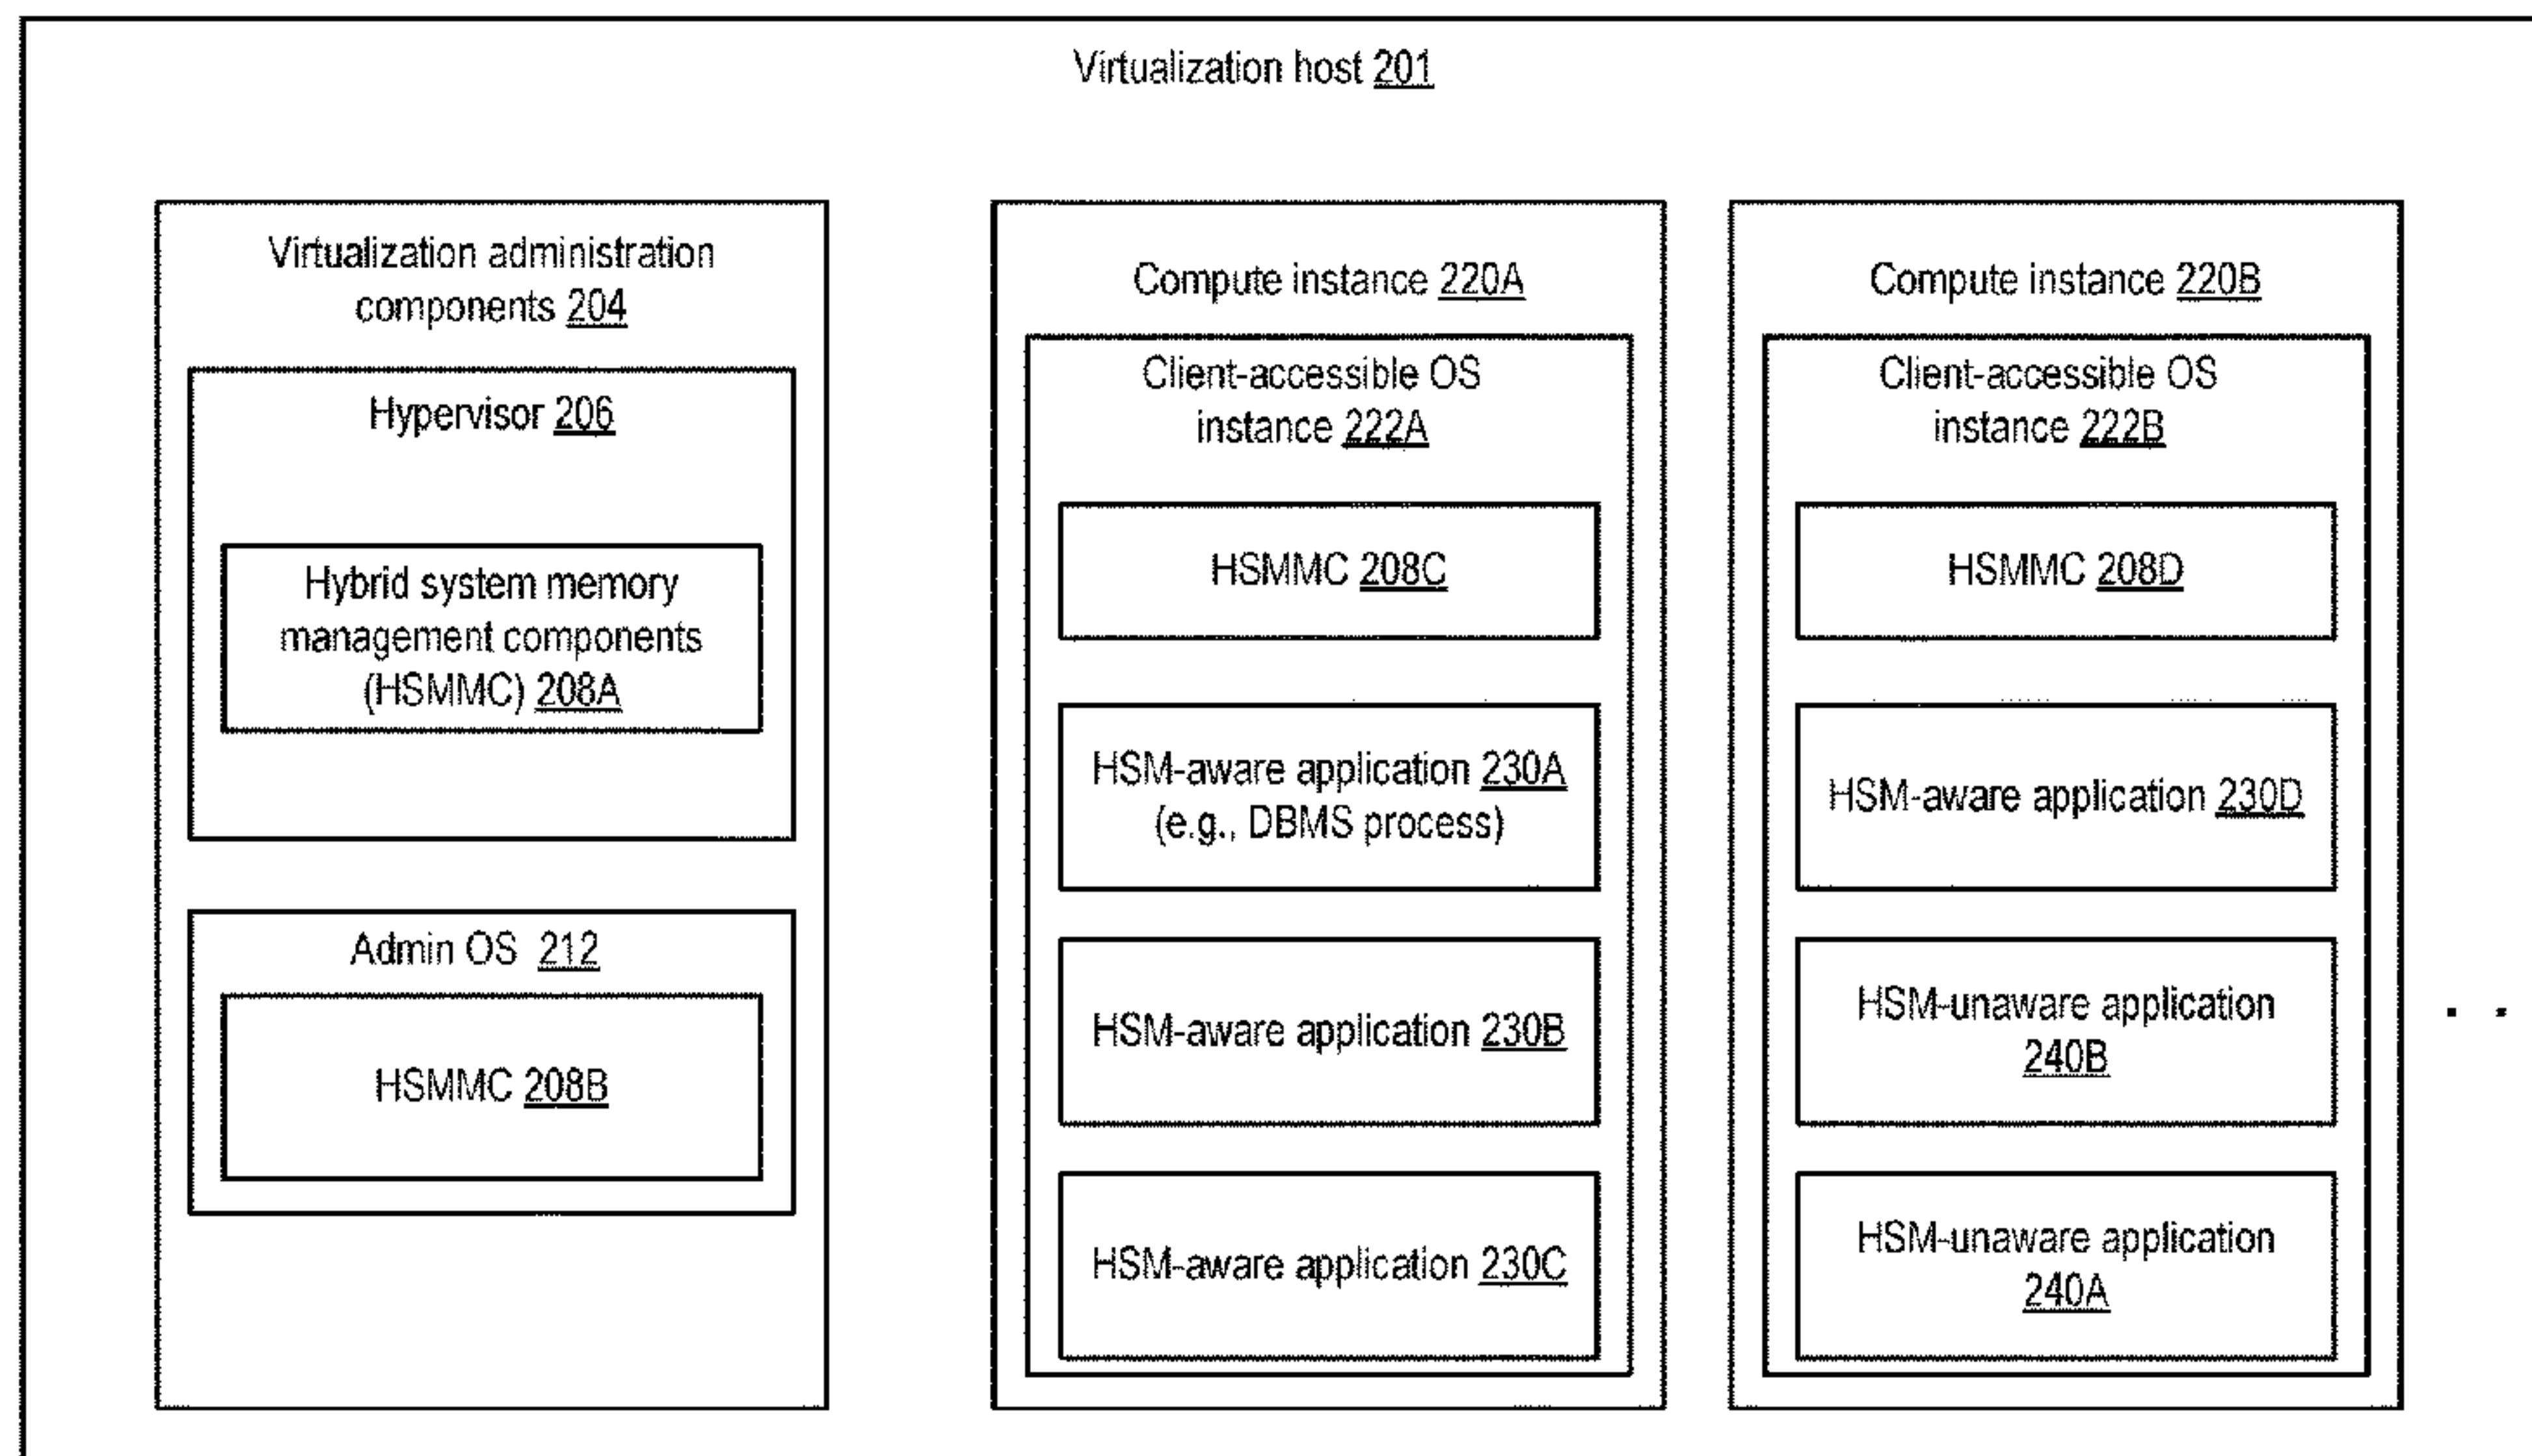 Virtualization host 201
Virtualization administration
components 204
Hypervisor 206
Hybrid system memory
management components
(HSMMC) 208A
Admin OS 212
HSMMC 208B
Compute instance 220A
Client-accessible OS
instance 222A
HSMMC 208C
HSM-aware application 230A
(e.g., DBMS process)
HSM-aware application 230B
HSM-aware application 230C
Compute instance 220B
Client-accessible OS
instance 222B
HSMMC 208D
HSM-aware application 230D
HSM-unaware application
240B
HSM-unaware application
240A
. .